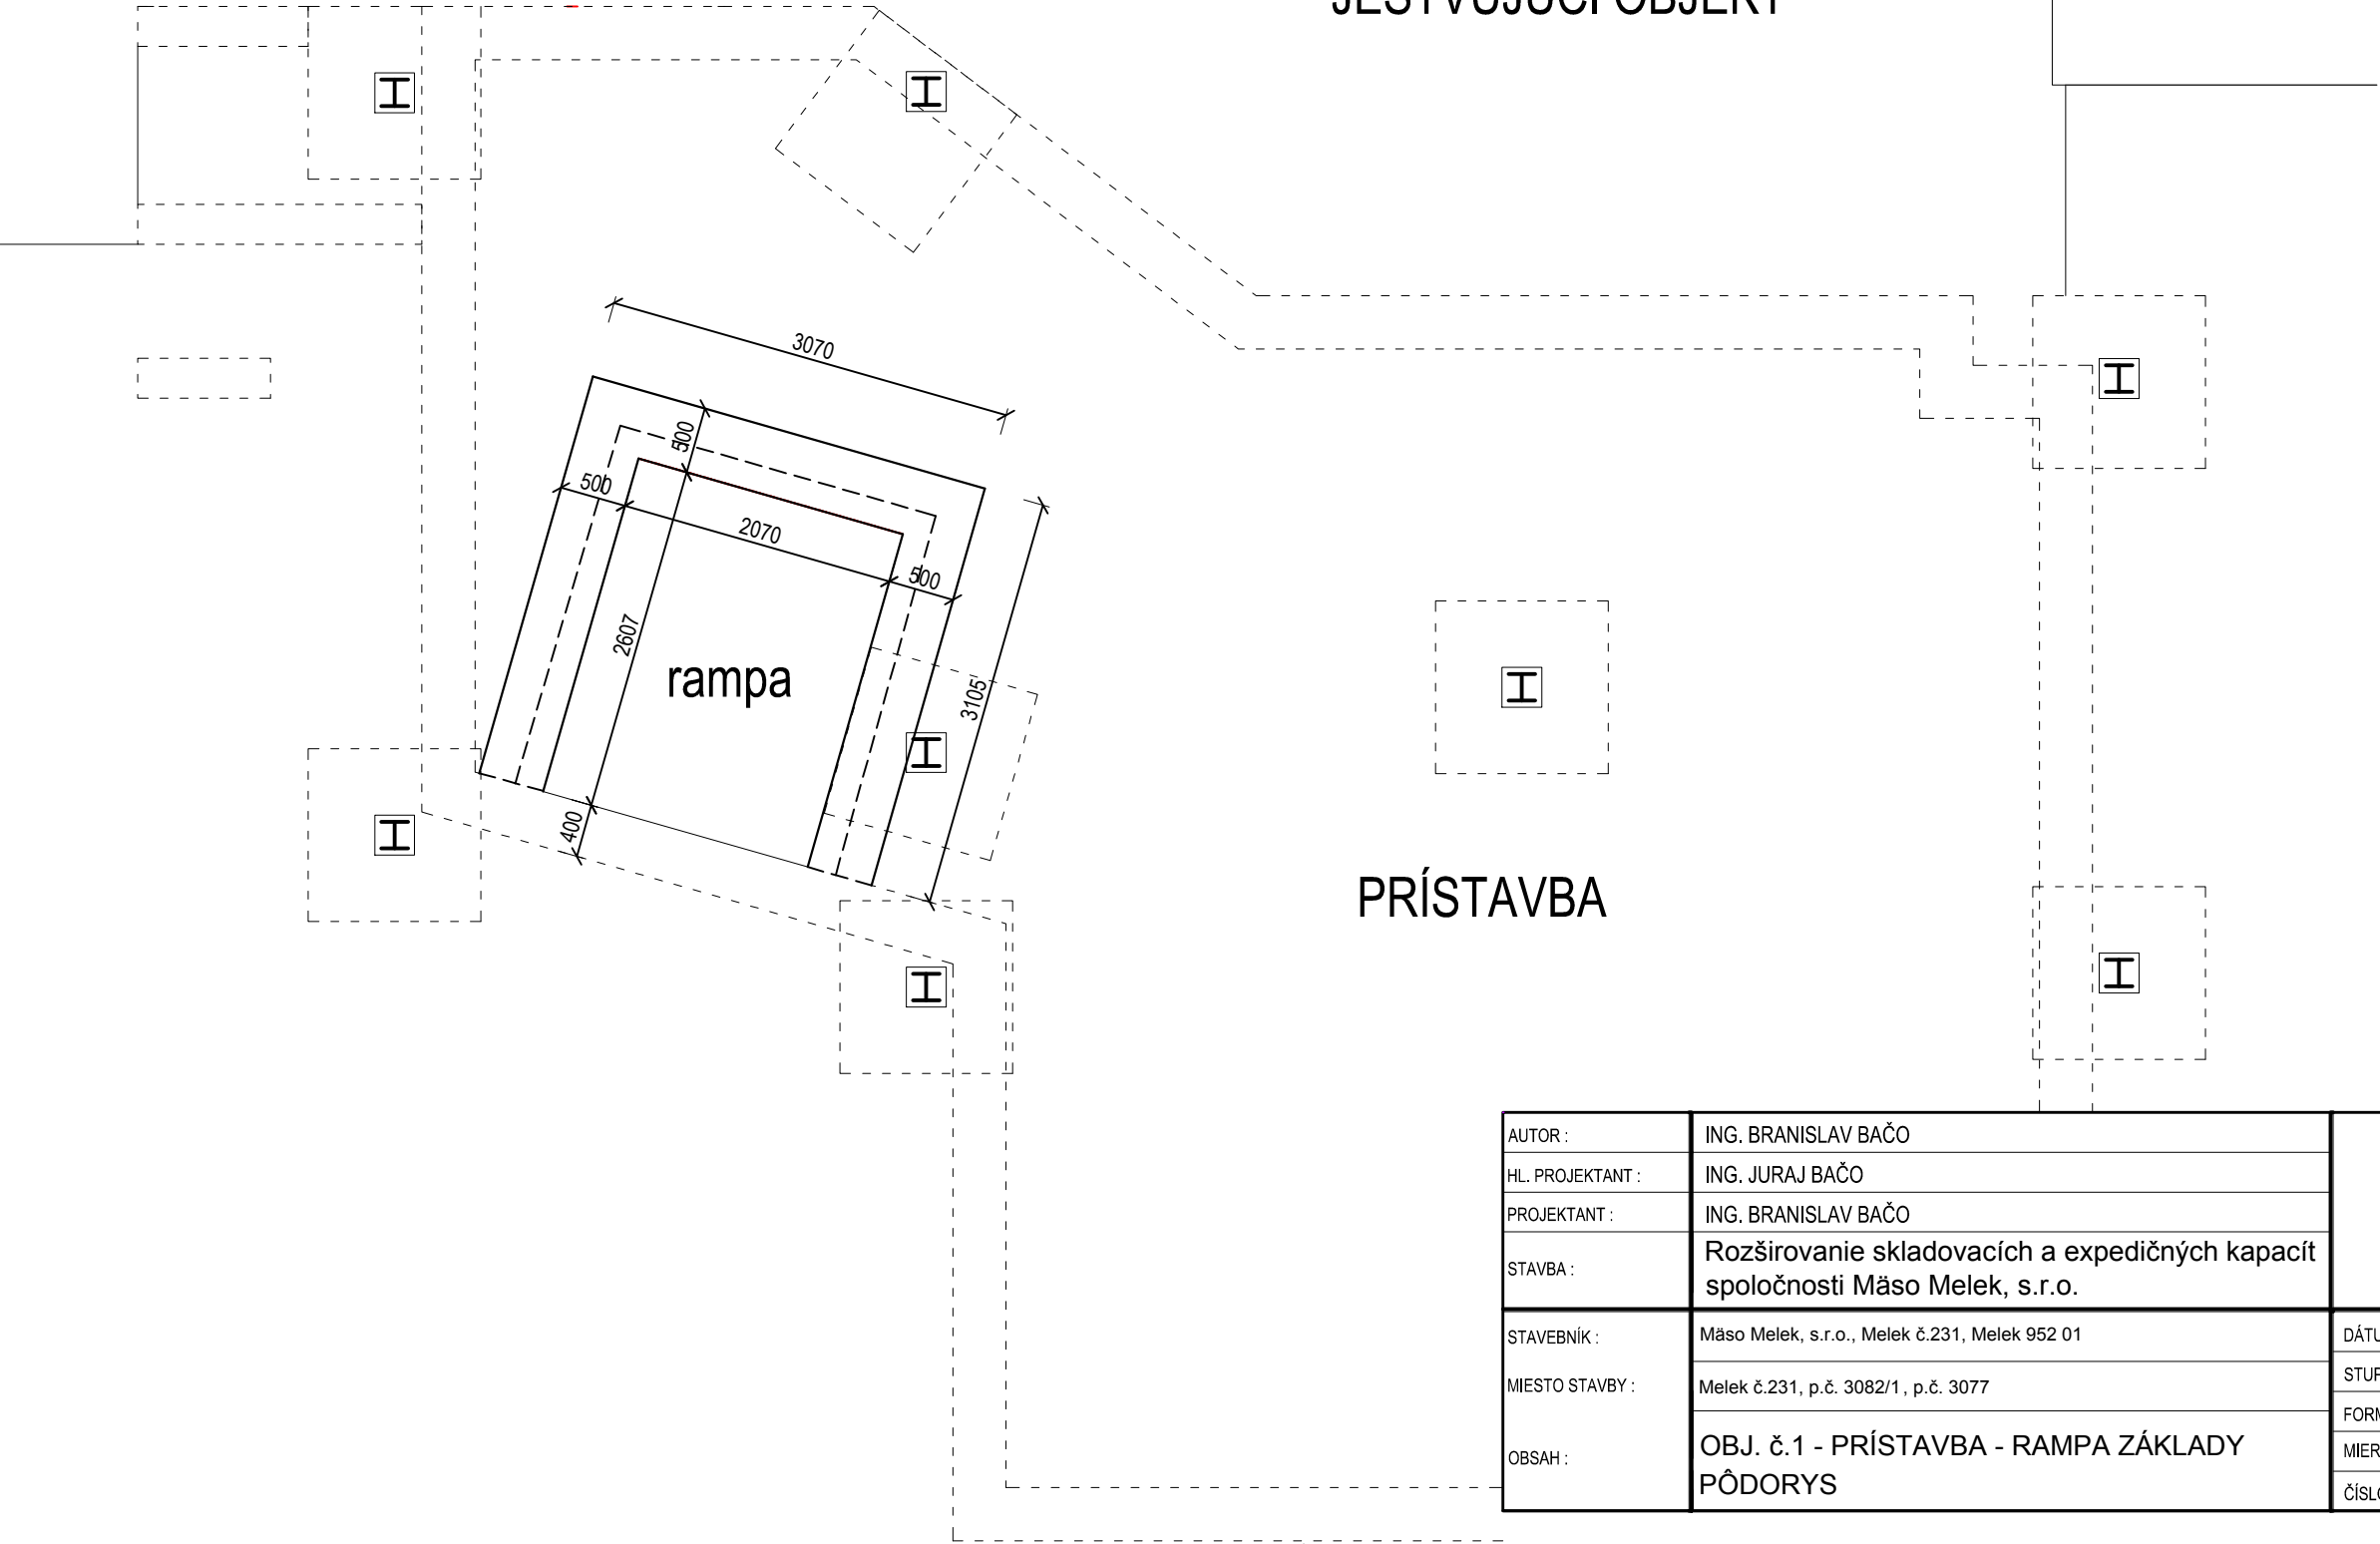 JESTVUJÚCI OBJEKT
3070
500
500
2070
500
2607
rampa
3105
400
PRÍSTAVBA
AUTOR : ING. BRANISLAV BAČO
HL. PROJEKTANT : ING. JURAJ BAČO
PROJEKTANT : ING. BRANISLAV BAČO
STAVBA : Rozširovanie skladovacích a expedičných kapacít
spoločnosti Mäso Melek, s.r.o.
STAVEBNÍK : Mäso Melek, s.r.o., Melek č.231, Melek 952 01
MIESTO STAVBY : Melek č.231, p.č. 3082/1, p.č. 3077
OBSAH : OBJ. č.1 - PRÍSTAVBA - RAMPA ZÁKLADY
PÔDORYS